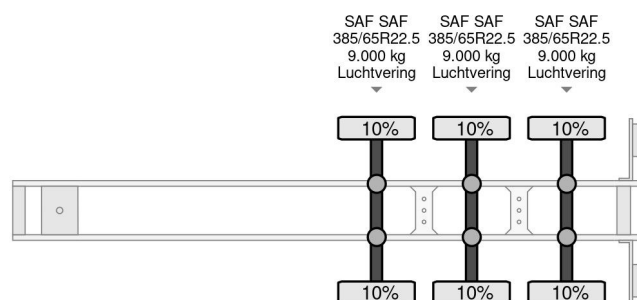 SAF SAF
385/65R22.5
9.000 kg
Luchtvering
SAF SAF
385/65R22.5
9.000 kg
Luchtvering
SAF SAF
385/65R22.5
9.000 kg
Luchtvering
10% 10% 10%
10% 10% 10%